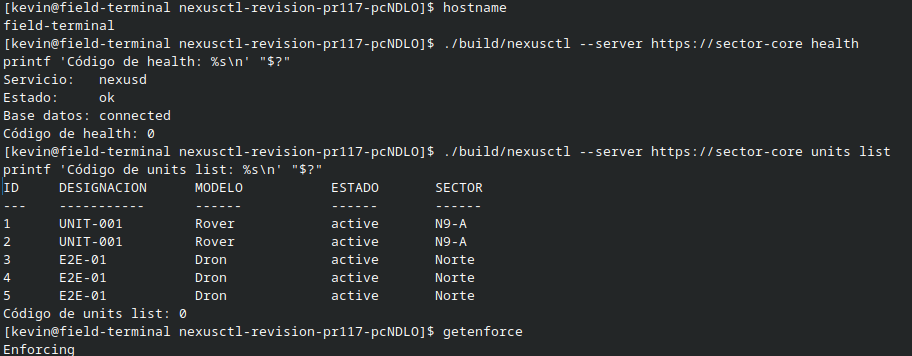 [kevin@field-terminal nexusctl-revision-pr117-pcNDLO]$ hostname
field-terminal
[kevin@field-terminal nexusctl-revision-pr117-pcNDLO]$ ./build/nexusctl --server https://sector-core health
printf 'Código de health: %s\n' "$?"
Servicio:   nexusd
Estado:     ok
Base datos: connected
Código de health: 0
[kevin@field-terminal nexusctl-revision-pr117-pcNDLO]$ ./build/nexusctl --server https://sector-core units list
printf 'Código de units list: %s\n' "$?"
ID     DESIGNACION      MODELO           ESTADO       SECTOR
---    -----------      ------           ------       ------
1      UNIT-001         Rover            active       N9-A
2      UNIT-001         Rover            active       N9-A
3      E2E-01           Dron             active       Norte
4      E2E-01           Dron             active       Norte
5      E2E-01           Dron             active       Norte
Código de units list: 0
[kevin@field-terminal nexusctl-revision-pr117-pcNDLO]$ getenforce
Enforcing